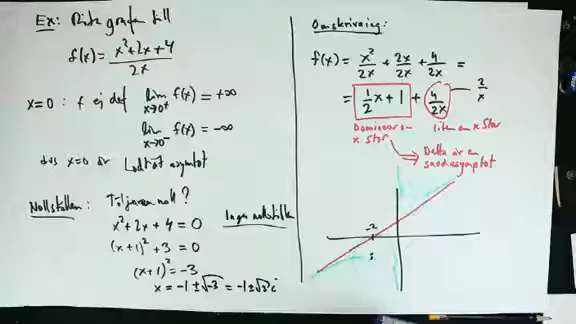 Ex: Rita grafen till
f(x) = x²+2x+4 / 2x
x=0 : f ej def lim x→0+ f(x) = +∞
lim x→0- f(x) = -∞
dvs x=0 är Lodrät asymptot
Nollställen: Täljaren noll?
x²+2x+4 = 0 Inga nollställen
(x+1)²+3 = 0
(x+1)² = -3
x = -1 ± √-3 = -1 ± √3 i
Omskrivning:
f(x) = x²/2x + 2x/2x + 4/2x =
= 1/2 x + 1 + 4/2x 2/x
Dominerar om x stor
liten om x stor
Detta är en sned asymptot
-2